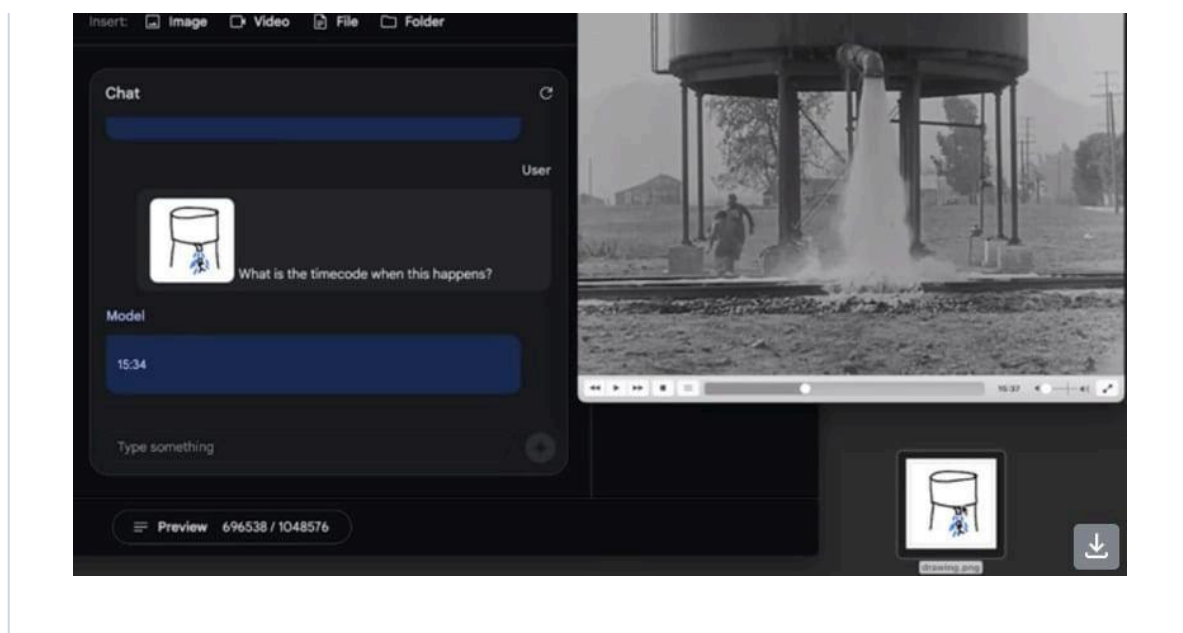 Insert: Image Video File Folder
Chat
User
What is the timecode when this happens?
Model
15:34
15:37
Type something
Preview 696538 / 1048576
drawing.png